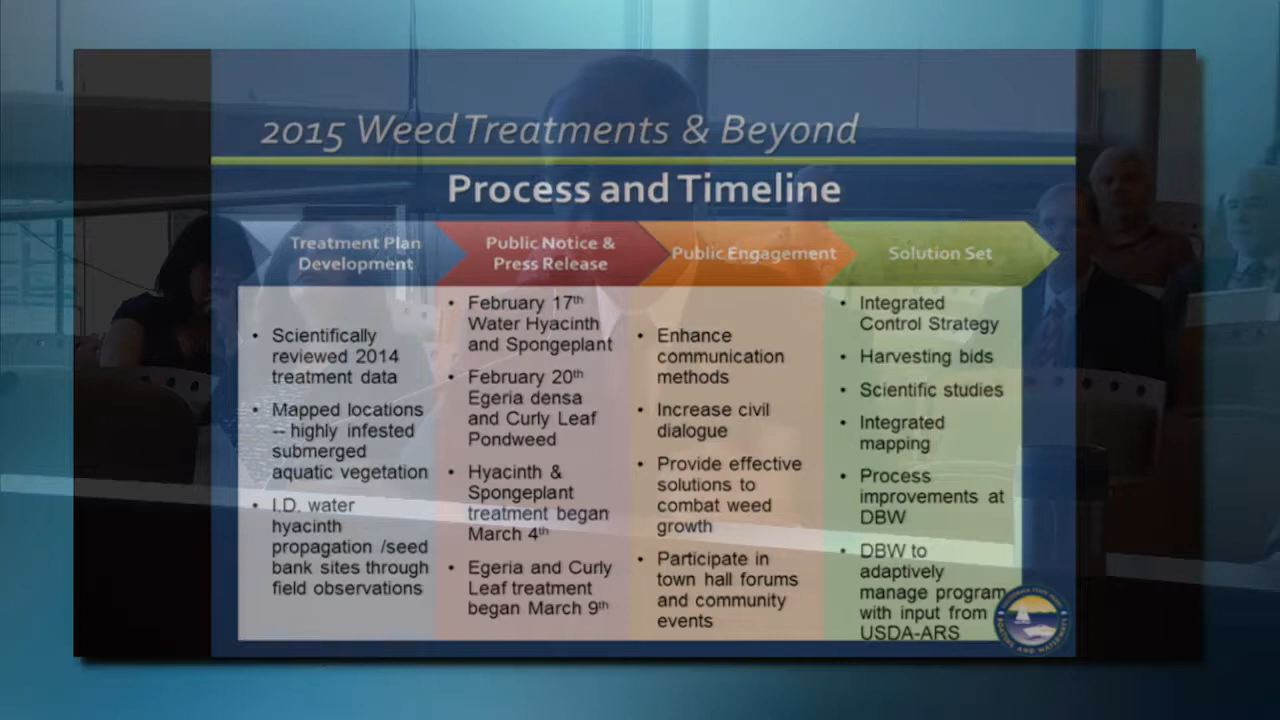 2015 Weed Treatments & Beyond
Process and Timeline
Treatment Plan
Development
Public Notice &
Press Release
Public Engagement
Solution Set
• Scientifically
reviewed 2014
treatment data
• Mapped locations
-- highly infested
submerged
aquatic vegetation
• I.D. water
hyacinth
propagation /seed
bank sites through
field observations
• February 17th
Water Hyacinth
and Spongeplant
• February 20th
Egeria densa
and Curly Leaf
Pondweed
• Hyacinth &
Spongeplant
treatment began
March 4th
• Egeria and Curly
Leaf treatment
began March 9th
• Enhance
communication
methods
• Increase civil
dialogue
• Provide effective
solutions to
combat weed
growth
• Participate in
town hall forums
and community
events
• Integrated
Control Strategy
• Harvesting bids
• Scientific studies
• Integrated
mapping
• Process
improvements at
DBW
• DBW to
adaptively
manage program
with input from
USDA-ARS